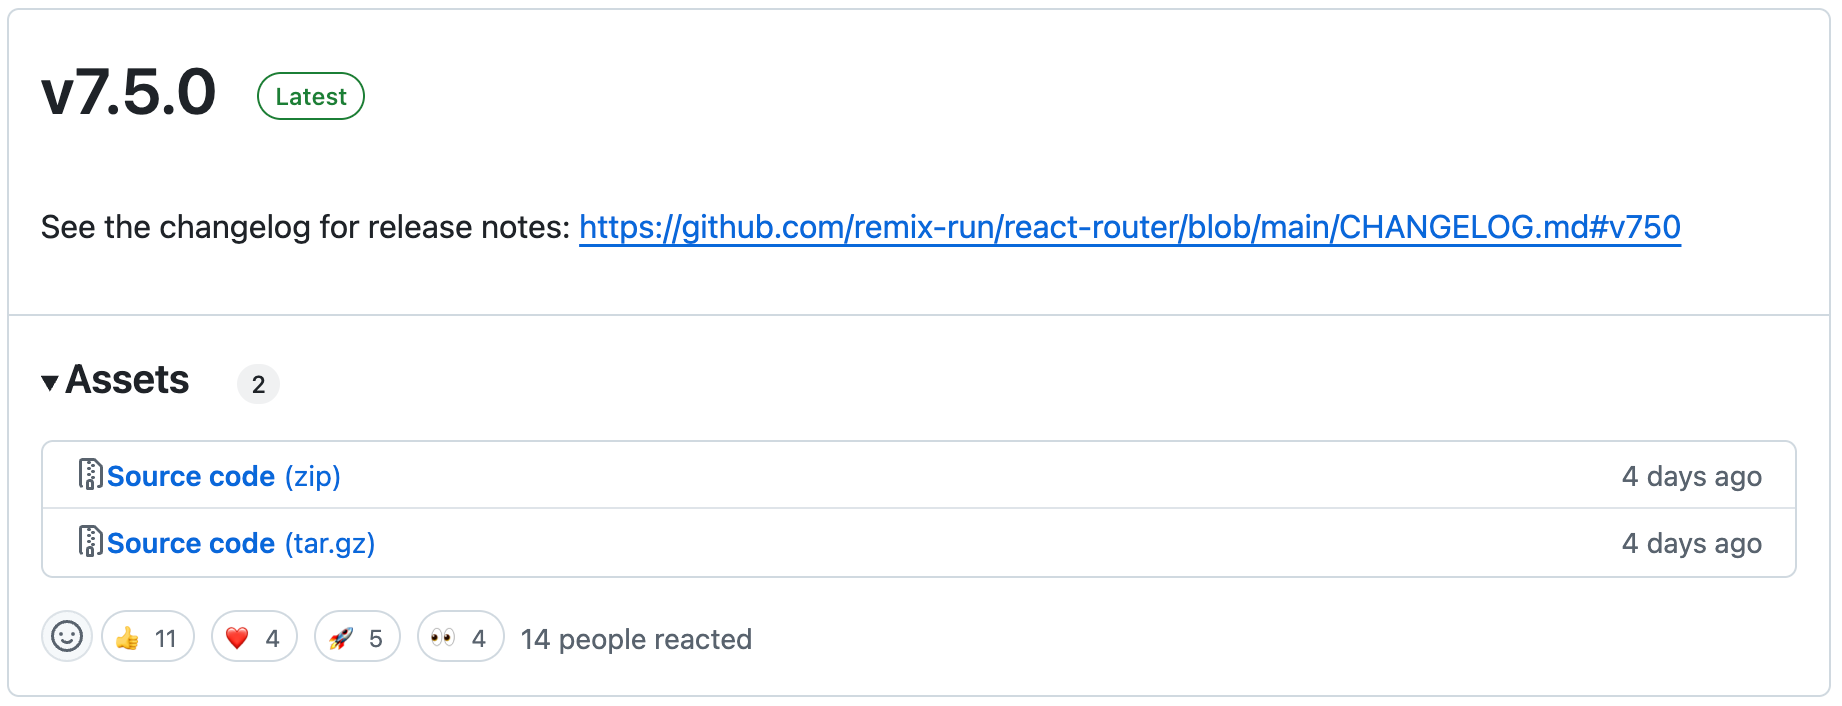 v7.5.0 Latest
See the changelog for release notes: https://github.com/remix-run/react-router/blob/main/CHANGELOG.md#v750
Assets 2
Source code (zip) 4 days ago
Source code (tar.gz) 4 days ago
👍 11 ❤️ 4 🚀 5 👀 4 14 people reacted